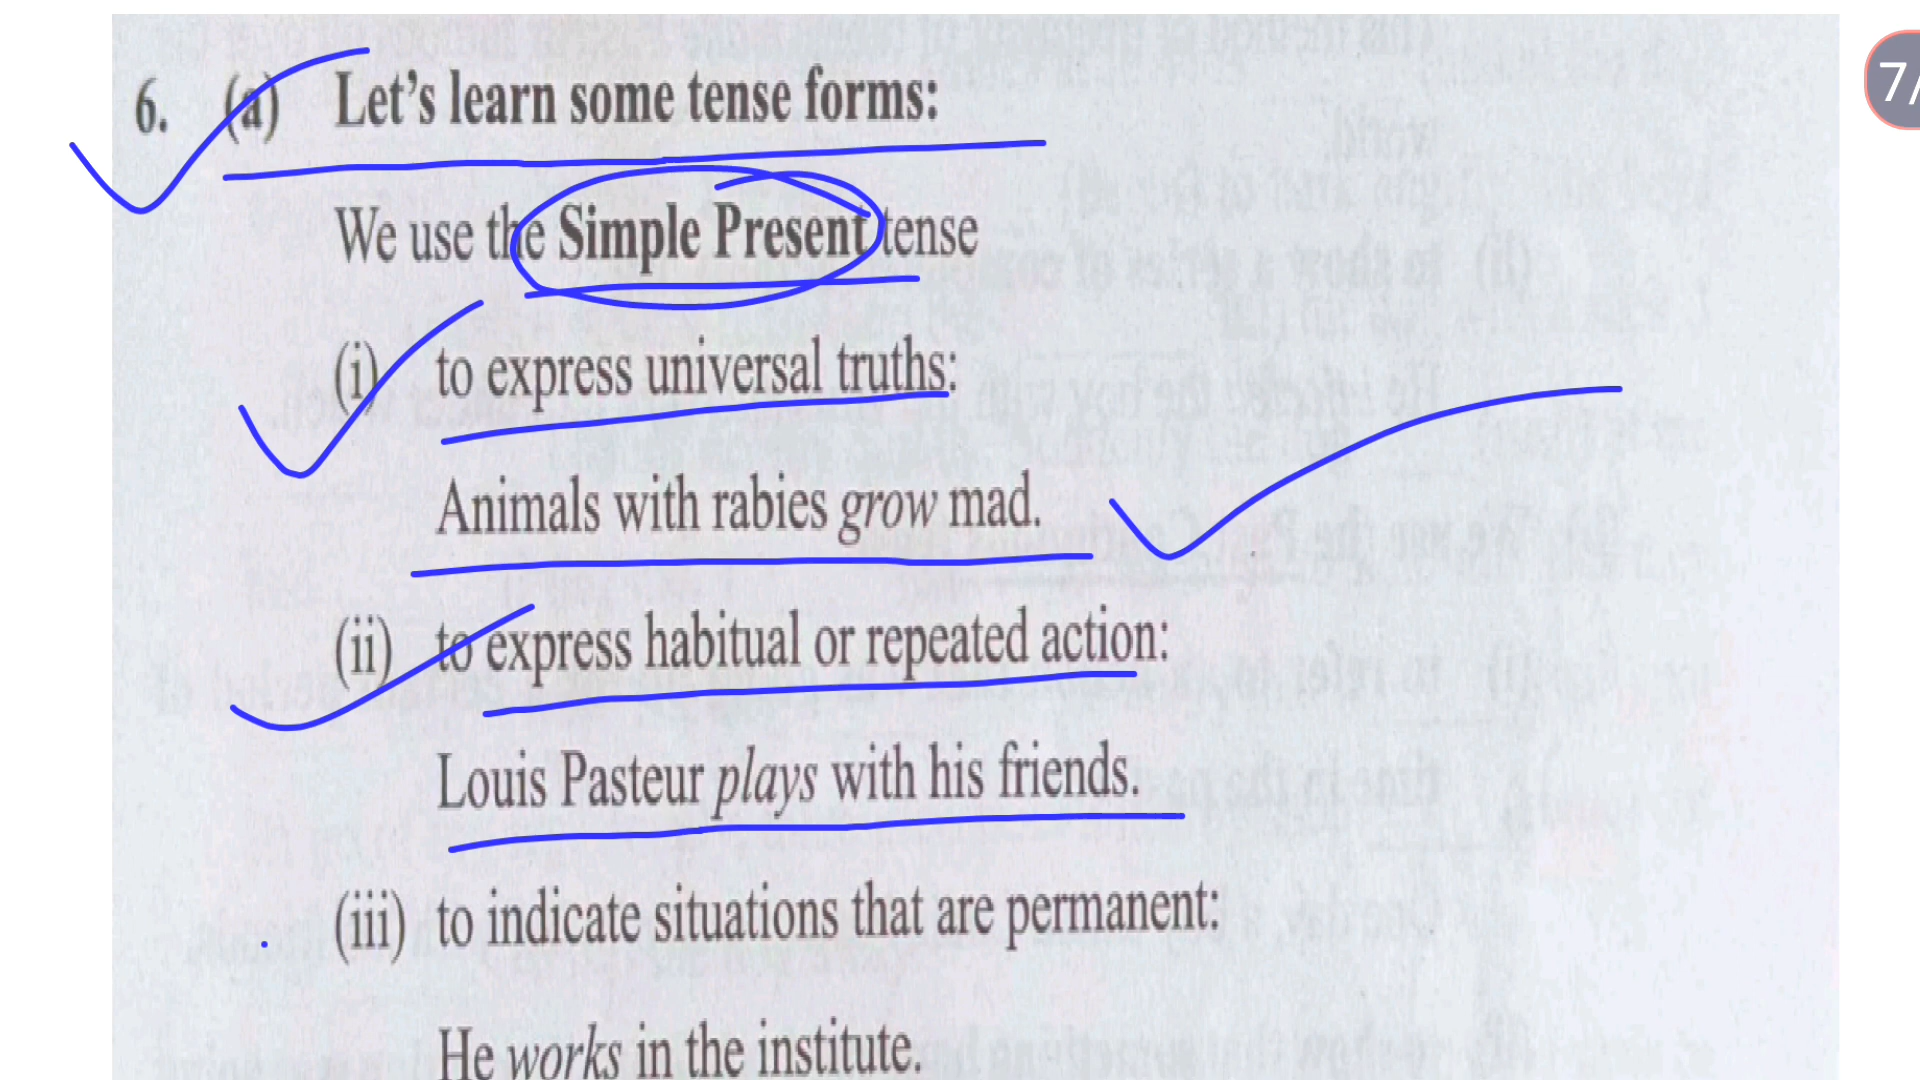 6. (a) Let's learn some tense forms:
We use the Simple Present tense
(i) to express universal truths:
Animals with rabies grow mad.
(ii) to express habitual or repeated action:
Louis Pasteur plays with his friends.
(iii) to indicate situations that are permanent:
He works in the institute.
7/